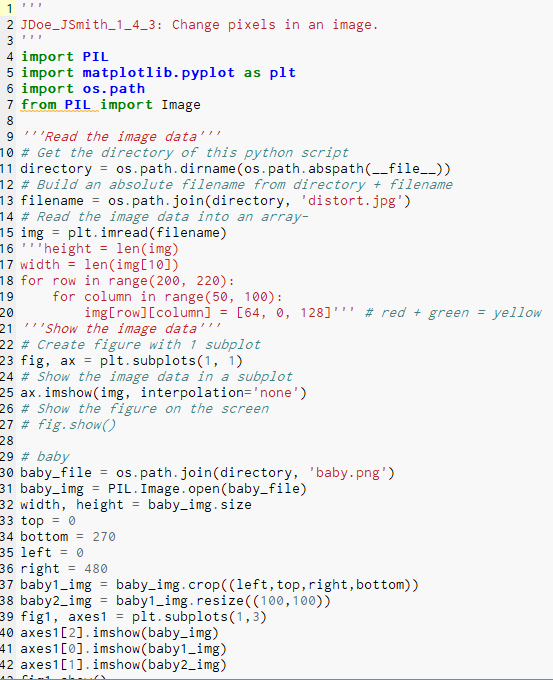 1 '''
2 JDoe_JSmith_1_4_3: Change pixels in an image.
3 '''
4 import PIL
5 import matplotlib.pyplot as plt
6 import os.path
7 from PIL import Image
8
9 '''Read the image data'''
10 # Get the directory of this python script
11 directory = os.path.dirname(os.path.abspath(__file__))
12 # Build an absolute filename from directory + filename
13 filename = os.path.join(directory, 'distort.jpg')
14 # Read the image data into an array-
15 img = plt.imread(filename)
16 '''height = len(img)
17 width = len(img[10])
18 for row in range(200, 220):
19     for column in range(50, 100):
20         img[row][column] = [64, 0, 128]''' # red + green = yellow
21 '''Show the image data'''
22 # Create figure with 1 subplot
23 fig, ax = plt.subplots(1, 1)
24 # Show the image data in a subplot
25 ax.imshow(img, interpolation='none')
26 # Show the figure on the screen
27 # fig.show()
28
29 # baby
30 baby_file = os.path.join(directory, 'baby.png')
31 baby_img = PIL.Image.open(baby_file)
32 width, height = baby_img.size
33 top = 0
34 bottom = 270
35 left = 0
36 right = 480
37 baby1_img = baby_img.crop((left,top,right,bottom))
38 baby2_img = baby1_img.resize((100,100))
39 fig1, axes1 = plt.subplots(1,3)
40 axes1[2].imshow(baby_img)
41 axes1[0].imshow(baby1_img)
42 axes1[1].imshow(baby2_img)